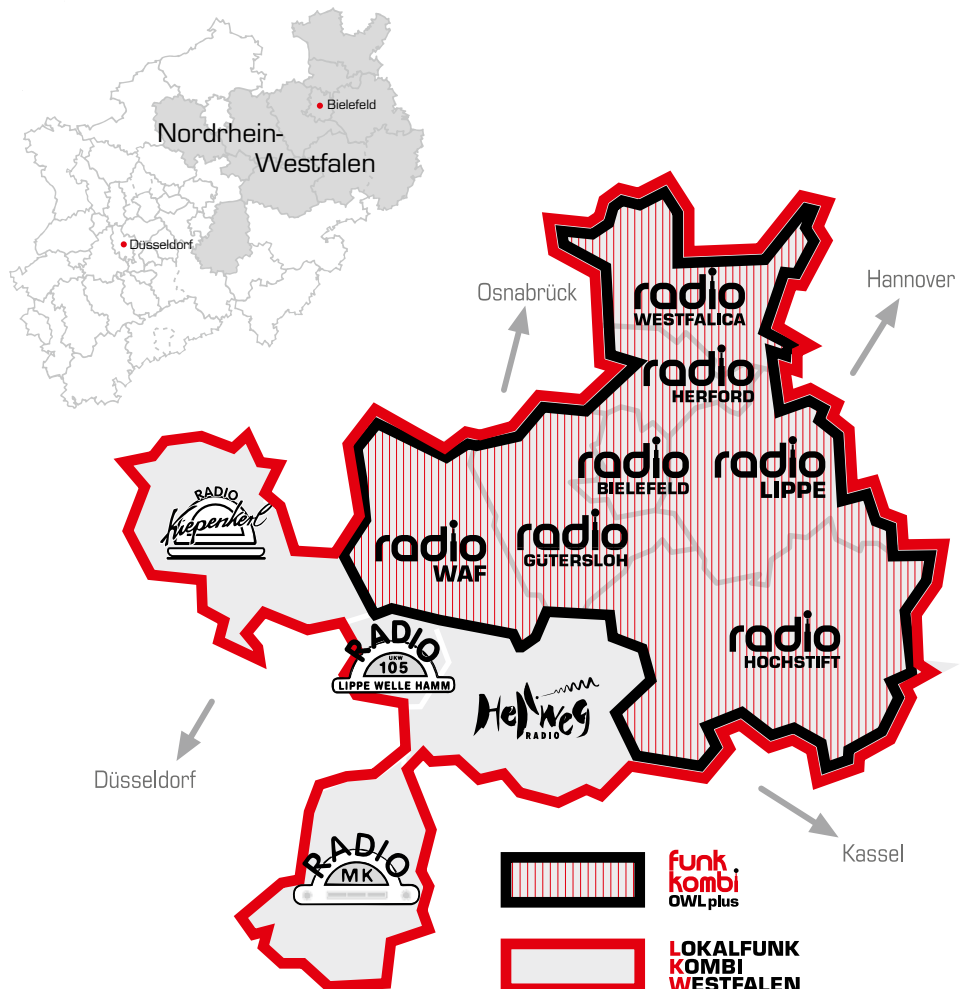 Bielefeld
Nordrhein-
Westfalen
Düsseldorf
Osnabrück
Hannover
radio
WESTFALICA
radio
HERFORD
radio
BIELEFELD
radio
LIPPE
RADIO
Kiepenkerl
radio
WAF
radio
GÜTERSLOH
radio
HOCHSTIFT
RADIO
UKW
105
LIPPE WELLE HAMM
Hellweg
RADIO
Düsseldorf
Kassel
RADIO
MK
funk
kombi
OWL plus
LOKALFUNK
KOMBI
WESTFALEN